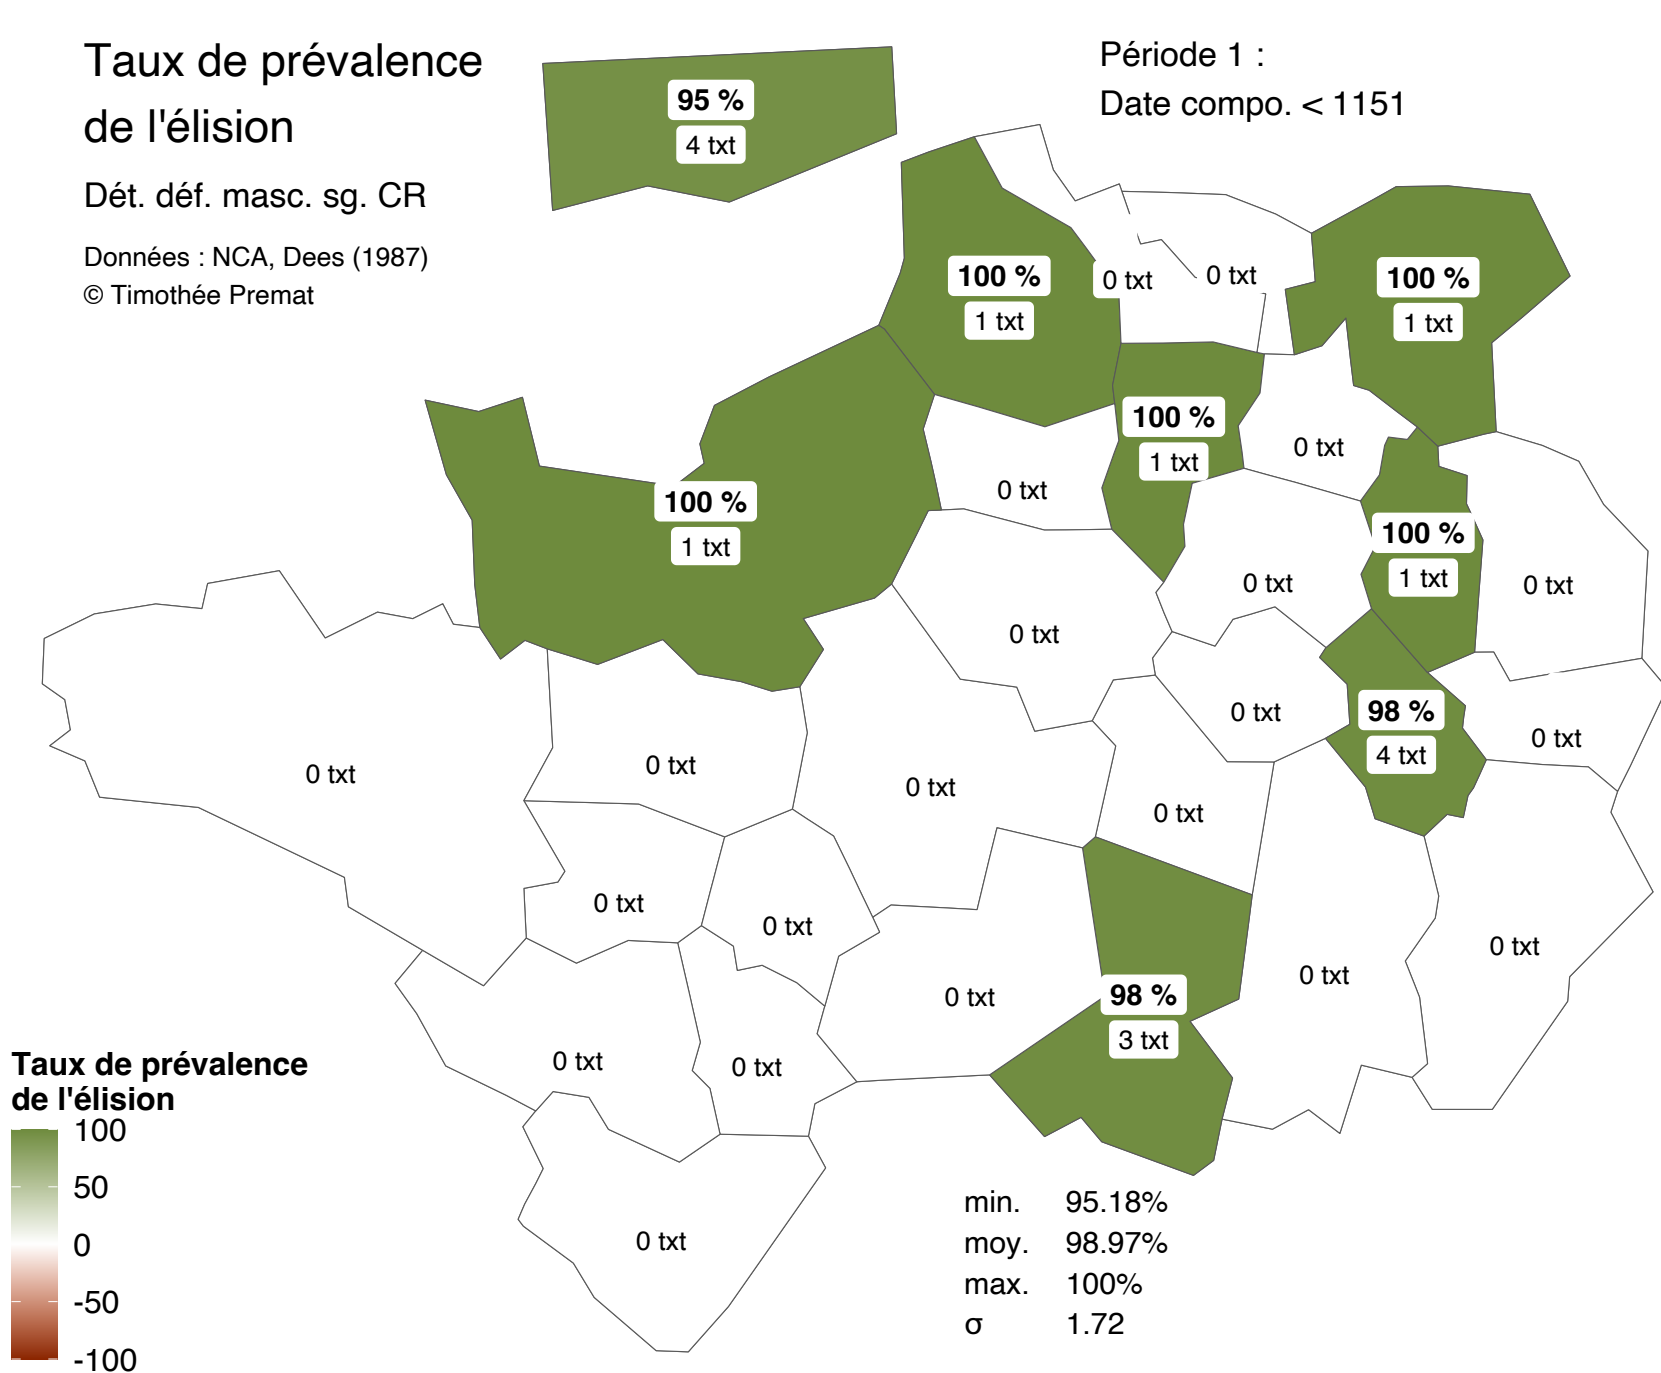 Taux de prévalence
de l'élision
Dét. déf. masc. sg. CR
Données : NCA, Dees (1987)
© Timothée Premat
Période 1 :
Date compo. < 1151
95 %
4 txt
100 %
1 txt
0 txt
0 txt
100 %
1 txt
100 %
1 txt
0 txt
0 txt
100 %
1 txt
100 %
1 txt
0 txt
0 txt
0 txt
98 %
4 txt
0 txt
0 txt
0 txt
0 txt
0 txt
0 txt
0 txt
0 txt
0 txt
0 txt
0 txt
0 txt
98 %
3 txt
0 txt
0 txt
0 txt
Taux de prévalence
de l'élision
100
50
0
-50
-100
min. 95.18%
moy. 98.97%
max. 100%
σ 1.72